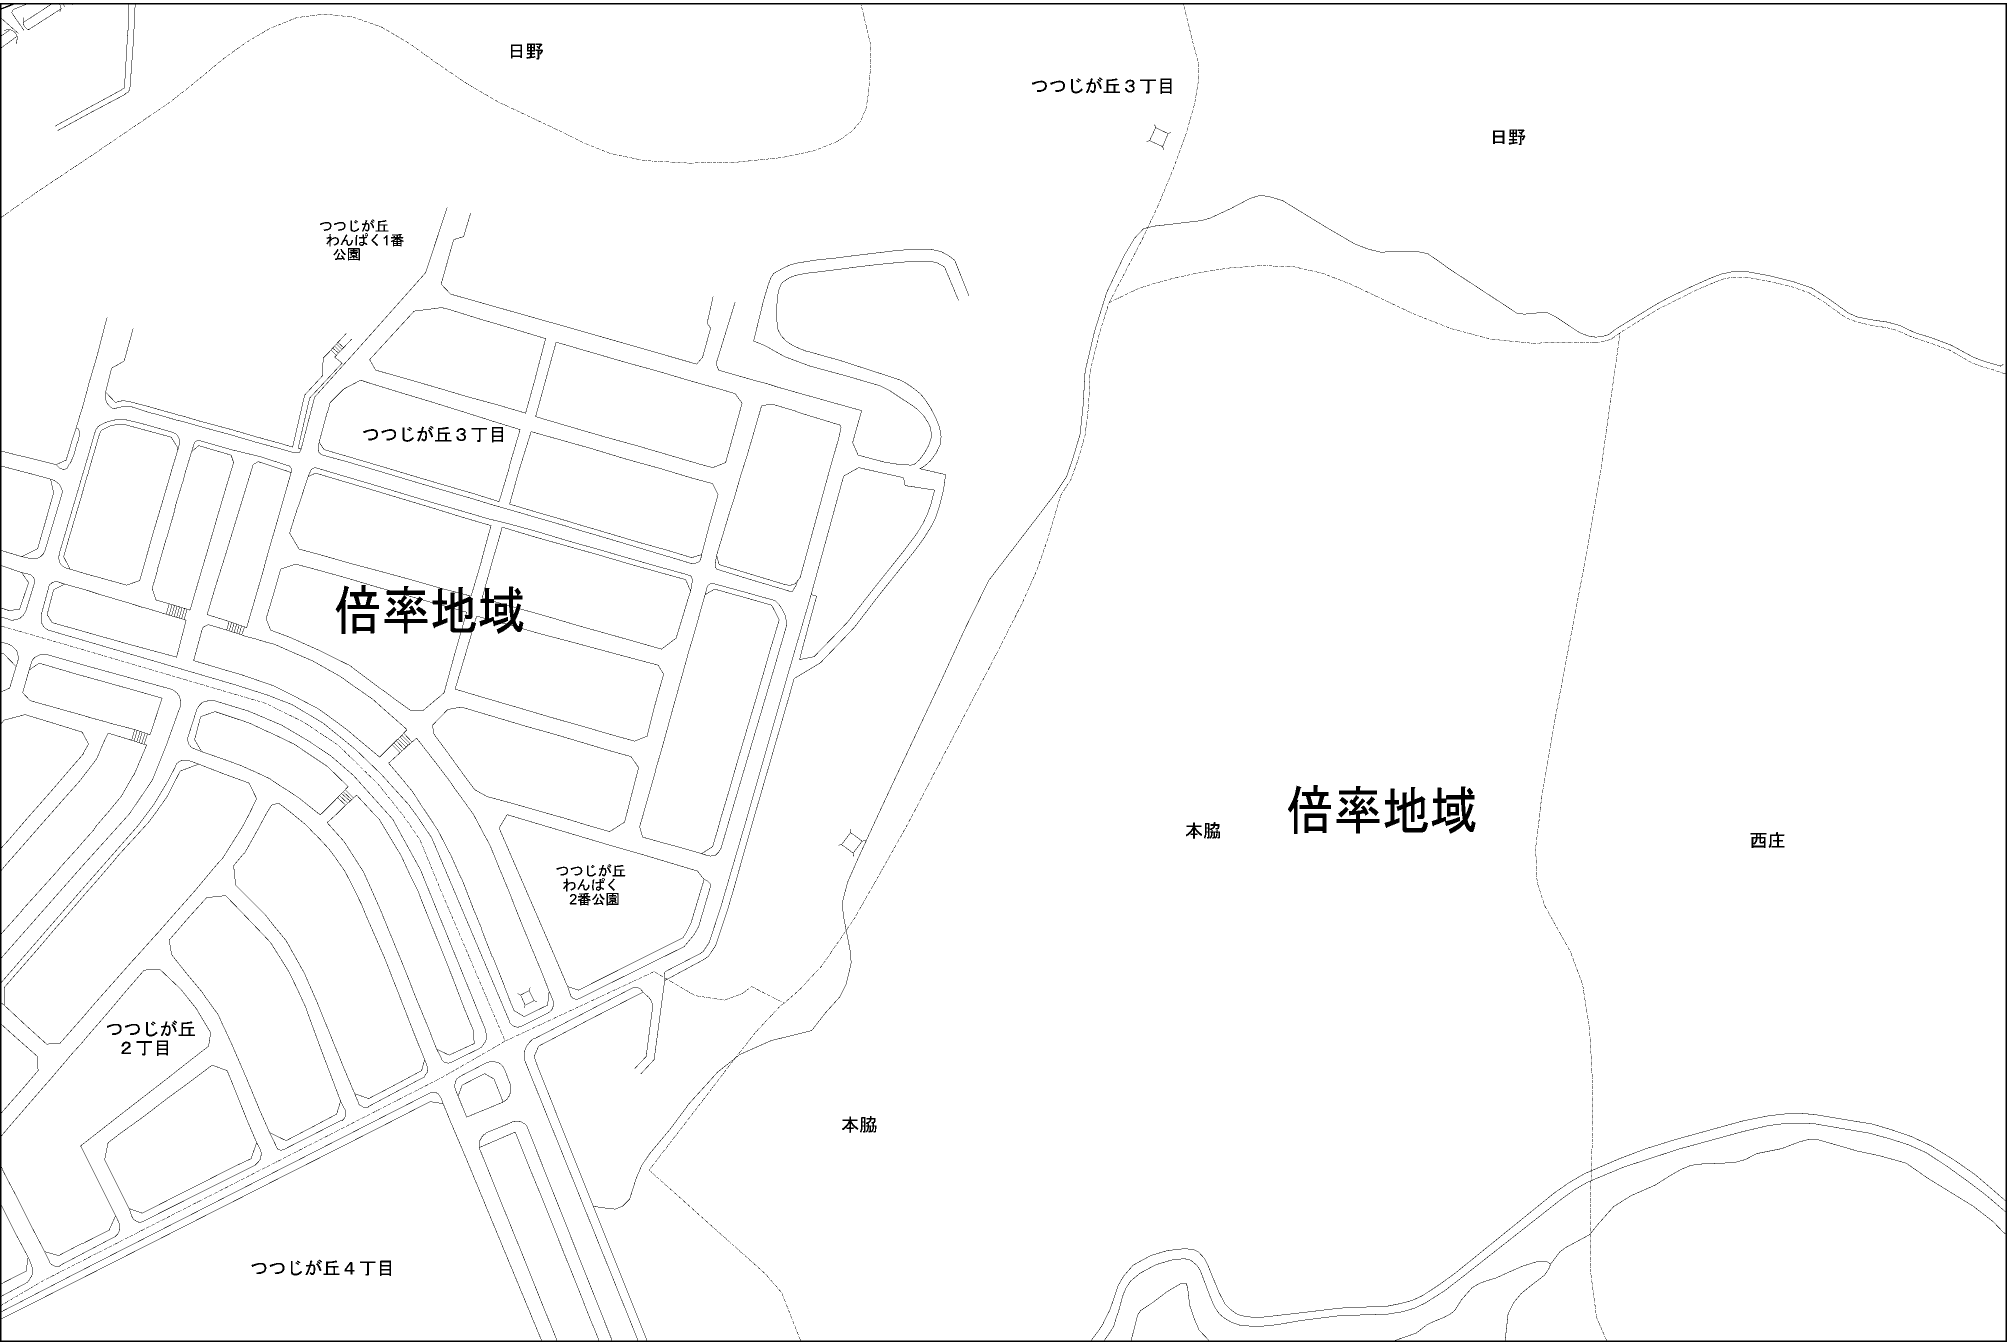 日野
つつじが丘３丁目
日野
つつじが丘
わんぱく1番
公園
つつじが丘３丁目
倍率地域
倍率地域
本脇
西庄
つつじが丘
わんぱく
2番公園
つつじが丘
２丁目
本脇
つつじが丘４丁目